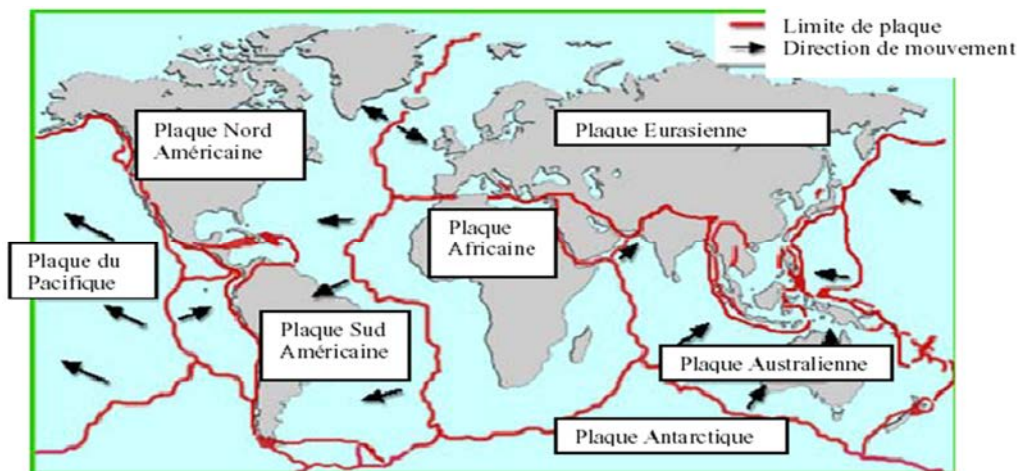 Limite de plaque
Direction de mouvement
Plaque Nord
Américaine
Plaque Eurasienne
Plaque
Africaine
Plaque du
Pacifique
Plaque Sud
Américaine
Plaque Australienne
Plaque Antarctique